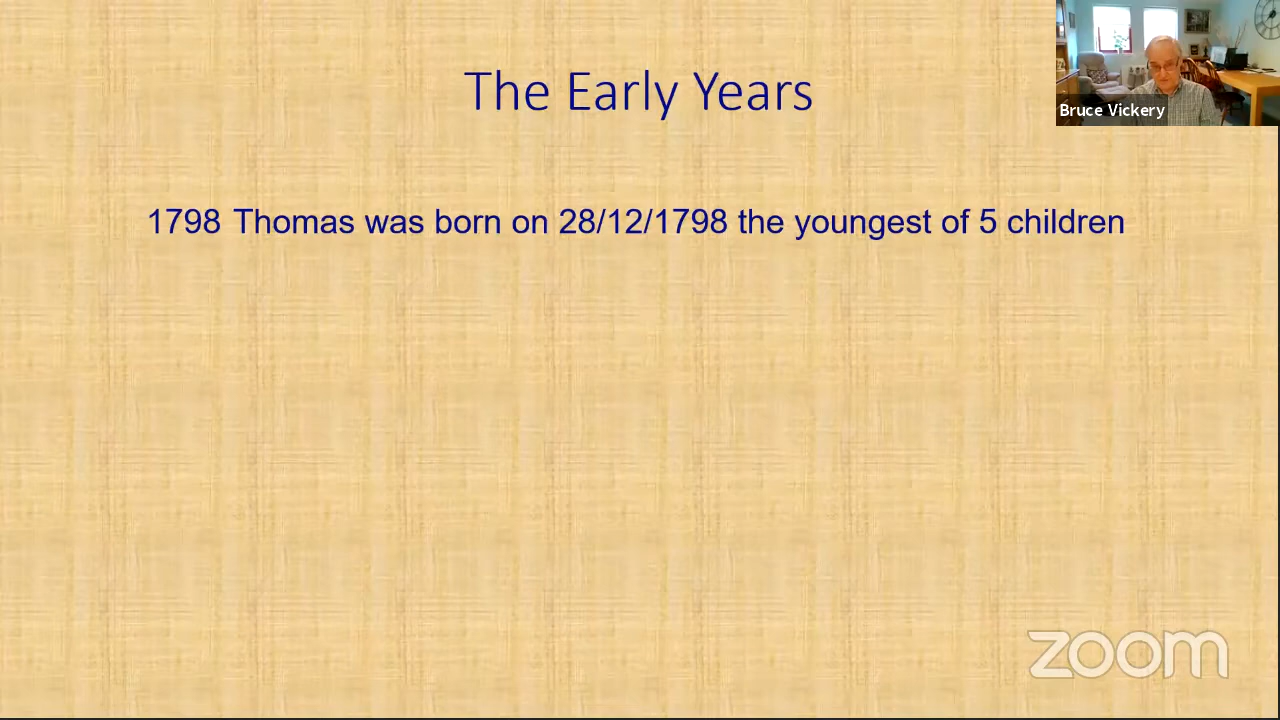 The Early Years
Bruce Vickery
1798 Thomas was born on 28/12/1798 the youngest of 5 children
zoom